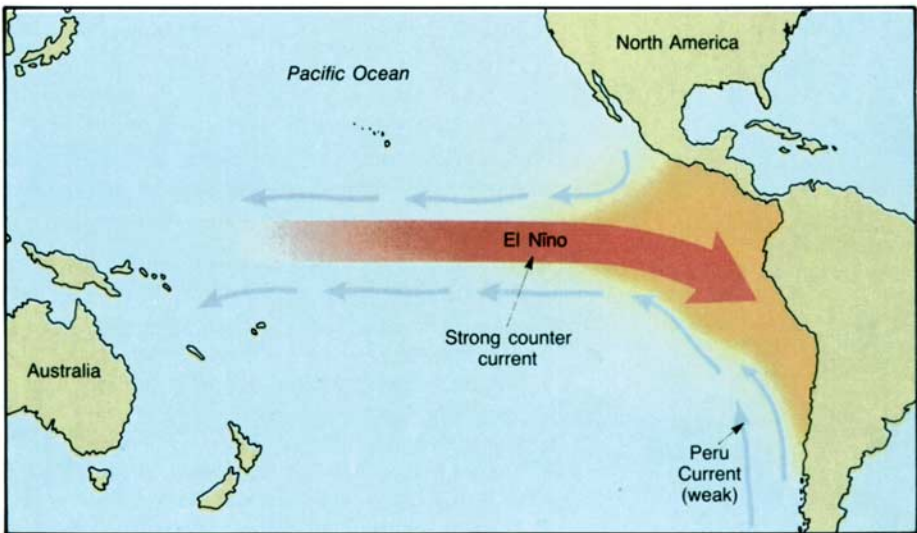 North America
Pacific Ocean
El Nīno
Strong counter
current
Australia
Peru
Current
(weak)